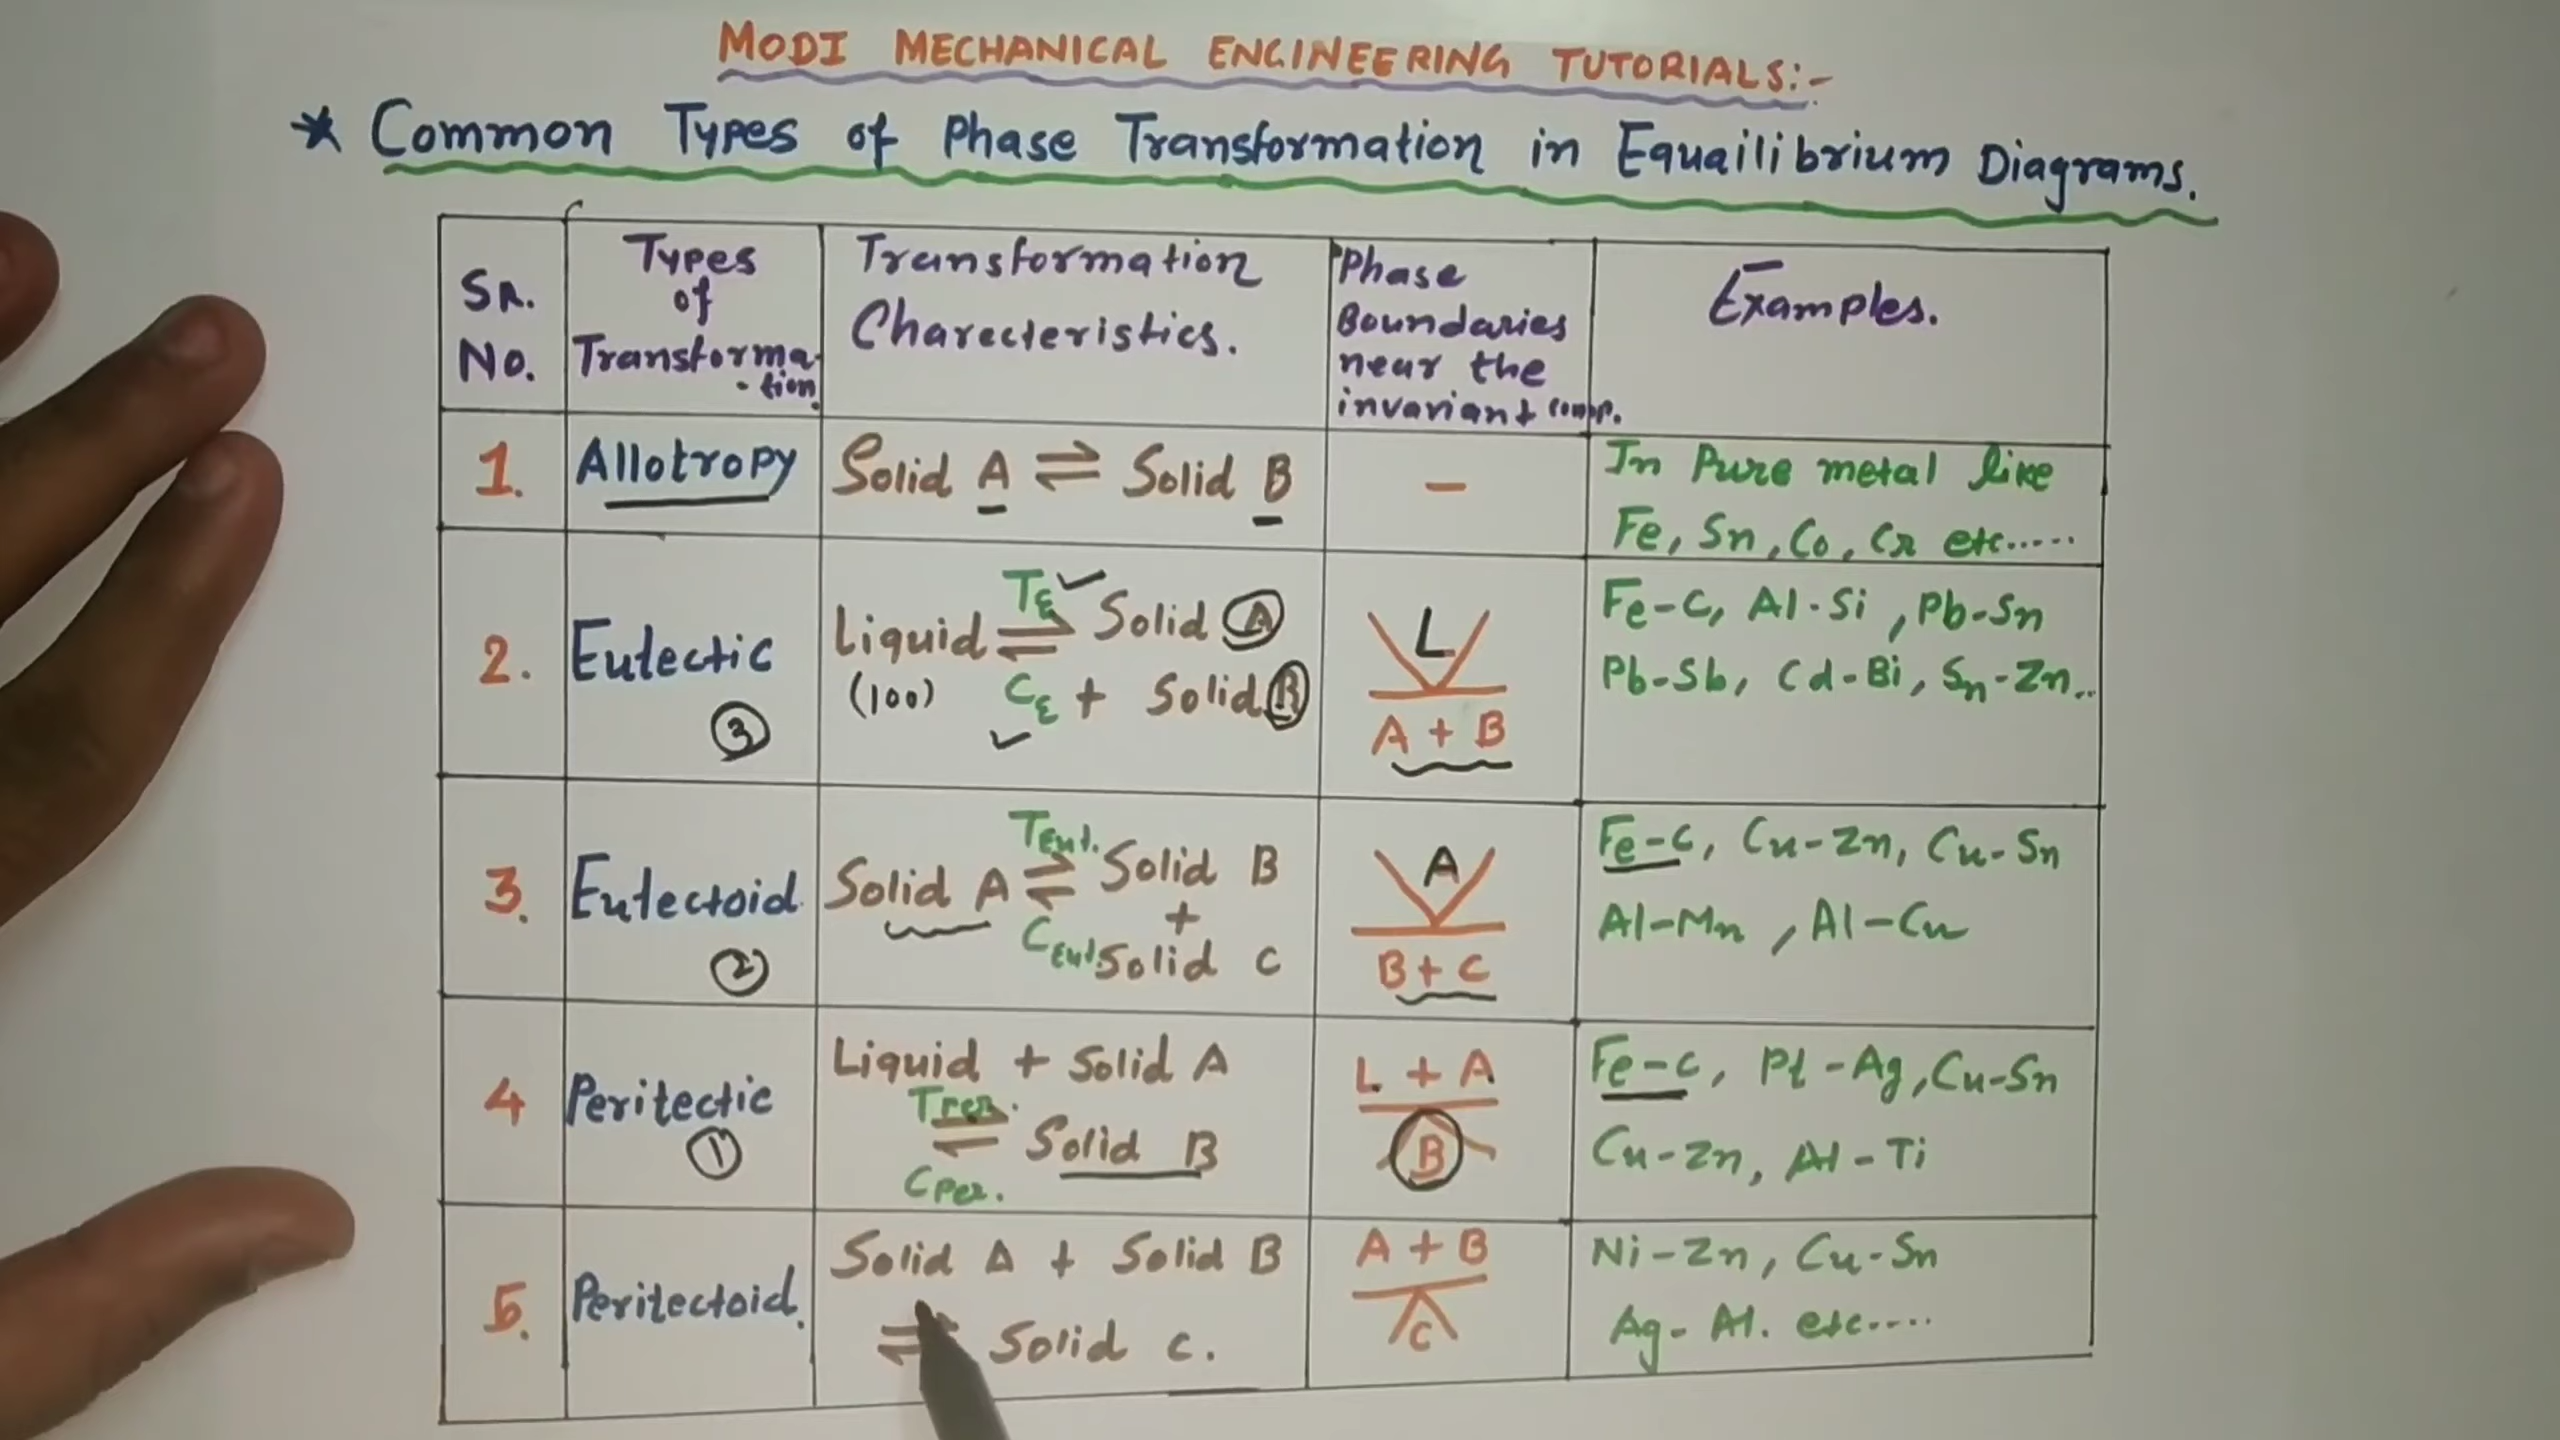 MODI MECHANICAL ENGINEERING TUTORIALS:-
* Common Types of Phase Transformation in Equailibrium Diagrams.
Sr. No.
Types of Transforma-tion.
Transformation Charecteristics.
Phase Boundaries near the invariant comp.
Examples.
1.
Allotropy
Solid A ⇌ Solid B
-
In Pure metal like
Fe, Sn, Co, Cr etc.....
2.
Eutectic
③
TE ✓
Liquid ⇌ Solid A
(100) CE + Solid B
✓
L
A + B
Fe-C, Al-Si, Pb-Sn
Pb-Sb, Cd-Bi, Sn-Zn..
3.
Eutectoid
②
TEut.
Solid A ⇌ Solid B
+
CEut. Solid C
A
B + C
Fe-C, Cu-Zn, Cu-Sn
Al-Mn, Al-Cu
4
Peritectic
①
Liquid + Solid A
TPer.
⇌ Solid B
CPer.
L + A
B
Fe-C, Pt-Ag, Cu-Sn
Cu-Zn, Al-Ti
5.
Peritectoid.
Solid A + Solid B
⇌ Solid C.
A + B
C
Ni-Zn, Cu-Sn
Ag-Al. etc....